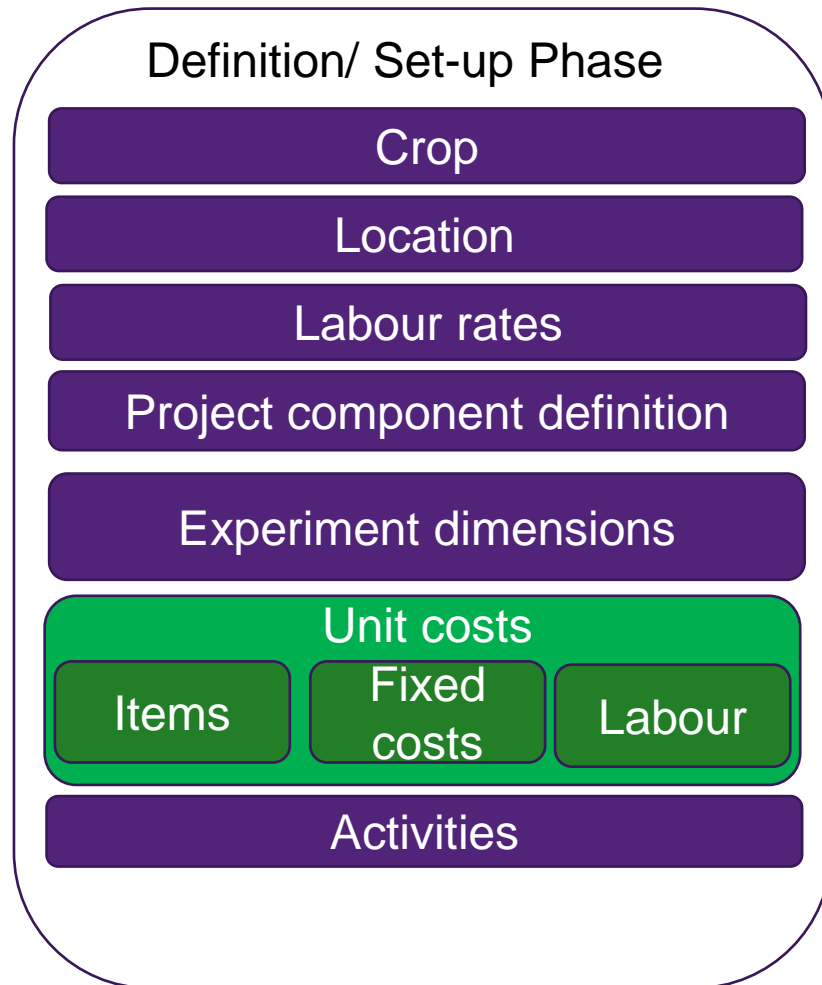 Definition/ Set-up Phase
Crop
Location
Labour rates
Project component definition
Experiment dimensions
Unit costs
Items
Fixed
costs
Labour
Activities